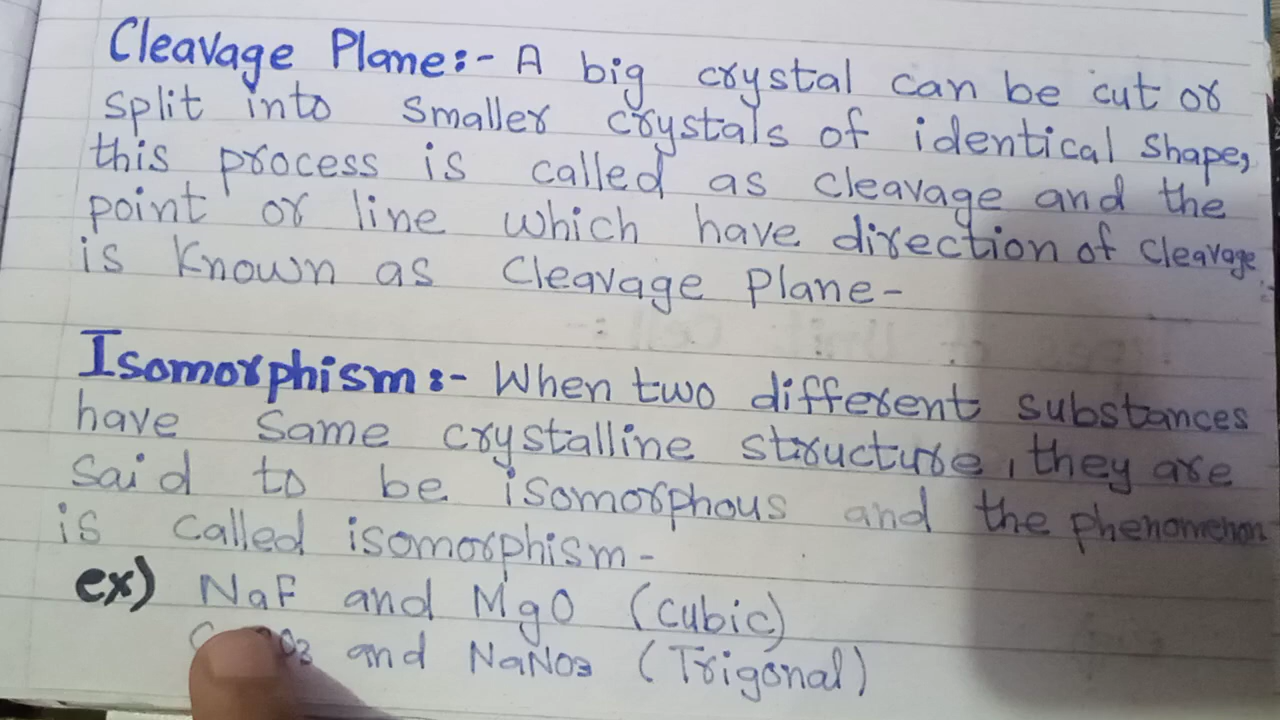 Cleavage Plane:- A big crystal can be cut or
split into smaller crystals of identical shape,
this process is called as cleavage and the
point or line which have direction of cleavage
is known as cleavage plane-
Isomorphism:- When two different substances
have same crystalline structure, they are
said to be isomorphous and the phenomenon
is called isomorphism-
ex) NaF and MgO (cubic)
and NaNO3 (Trigonal)